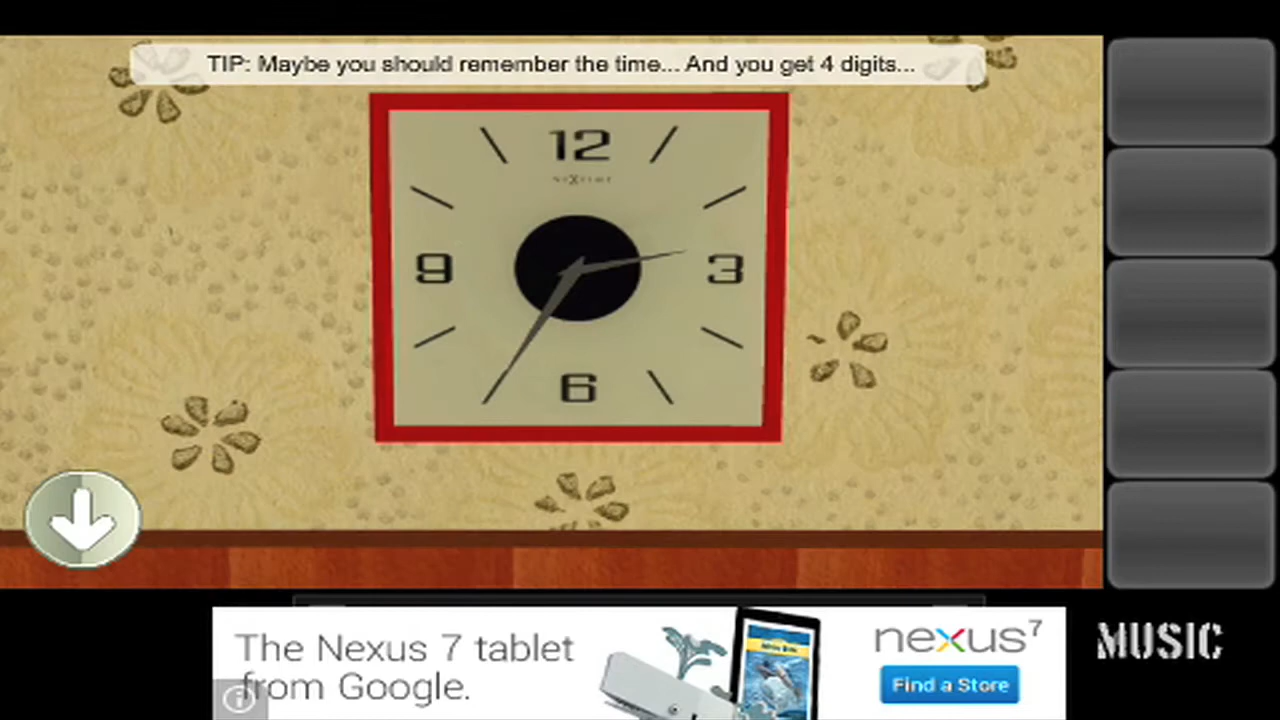 TIP: Maybe you should remember the time... And you get 4 digits...
12
NEXTIME
9
3
6
MUSIC
The Nexus 7 tablet
from Google.
nexus7
Find a Store